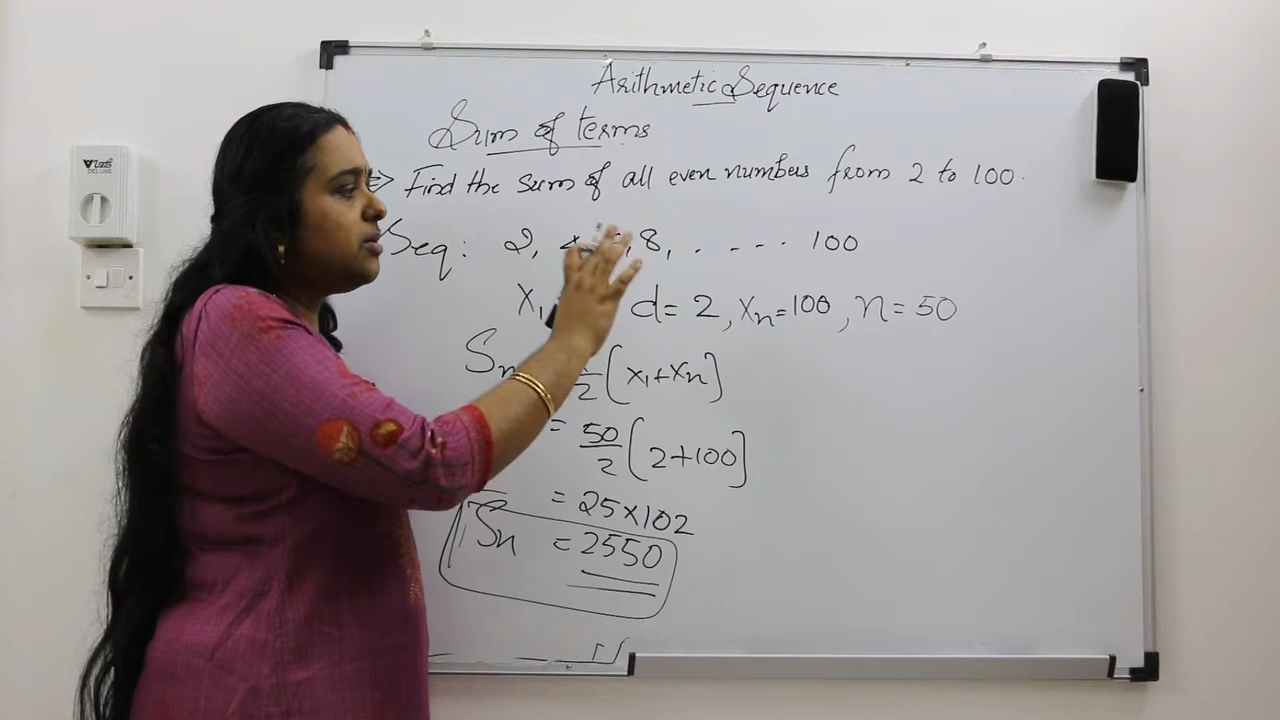 Arithmetic Sequence
Sum of terms
⇒ Find the sum of all even numbers from 2 to 100.
Seq: 2, 4, 8, . - - - - 100
X₁ d = 2, Xn = 100, n = 50
Sn /2 [x₁ + xn]
= 50/2 [2 + 100]
= 25 × 102
Sn = 2550
DELUXE